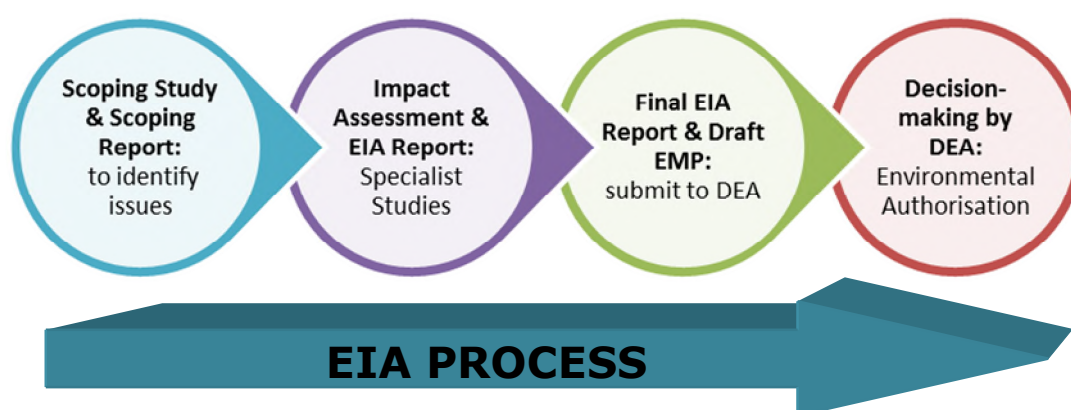 Scoping Study
& Scoping
Report:
to identify
issues
Impact
Assessment &
EIA Report:
Specialist
Studies
Final EIA
Report & Draft
EMP:
submit to DEA
Decision-
making by
DEA:
Environmental
Authorisation
EIA PROCESS